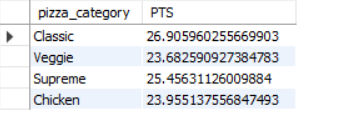 pizza_category PTS
Classic 26.905960255669903
Veggie 23.682590927384783
Supreme 25.45631126009884
Chicken 23.955137556847493